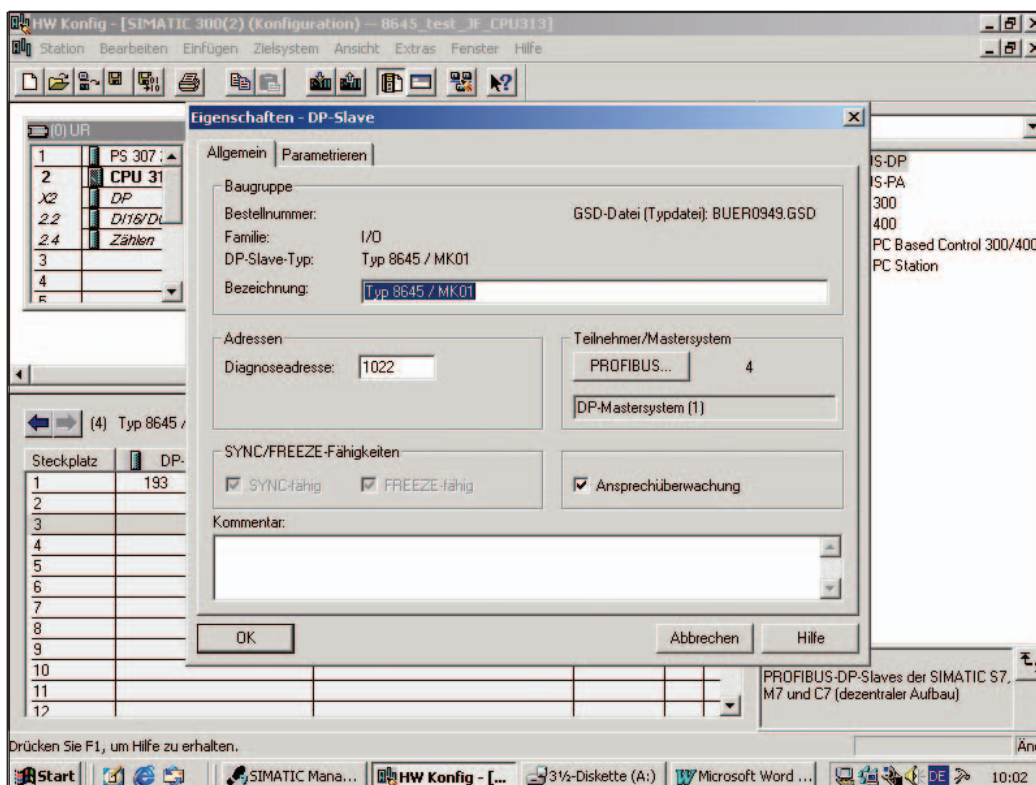 HW Konfig - [SIMATIC 300(2) (Konfiguration) -- 8645_test_JF_CPU313]
Station Bearbeiten Einfügen Zielsystem Ansicht Extras Fenster Hilfe
(0) UR
1 PS 307
2 CPU 31
X2 DP
2.2 DI16/D
2.4 Zählen
3
4
5
Eigenschaften - DP-Slave
Allgemein Parametrieren
Baugruppe
Bestellnummer: GSD-Datei (Typdatei): BUER0949.GSD
Familie: I/O
DP-Slave-Typ: Typ 8645 / MK01
Bezeichnung: Typ 8645 / MK01
Adressen
Diagnoseadresse: 1022
Teilnehmer/Mastersystem
PROFIBUS... 4
DP-Mastersystem (1)
SYNC/FREEZE-Fähigkeiten
SYNC-fähig FREEZE-fähig
Ansprechüberwachung
Kommentar:
OK Abbrechen Hilfe
IS-DP
IS-PA
300
400
PC Based Control 300/400
PC Station
(4) Typ 8645 /
Steckplatz DP-
1 193
2
3
4
5
6
7
8
9
10
11
12
PROFIBUS-DP-Slaves der SIMATIC S7,
M7 und C7 (dezentraler Aufbau)
Drücken Sie F1, um Hilfe zu erhalten. Änd
Start SIMATIC Mana... HW Konfig - [... 3½-Diskette (A:) Microsoft Word ... DE 10:02